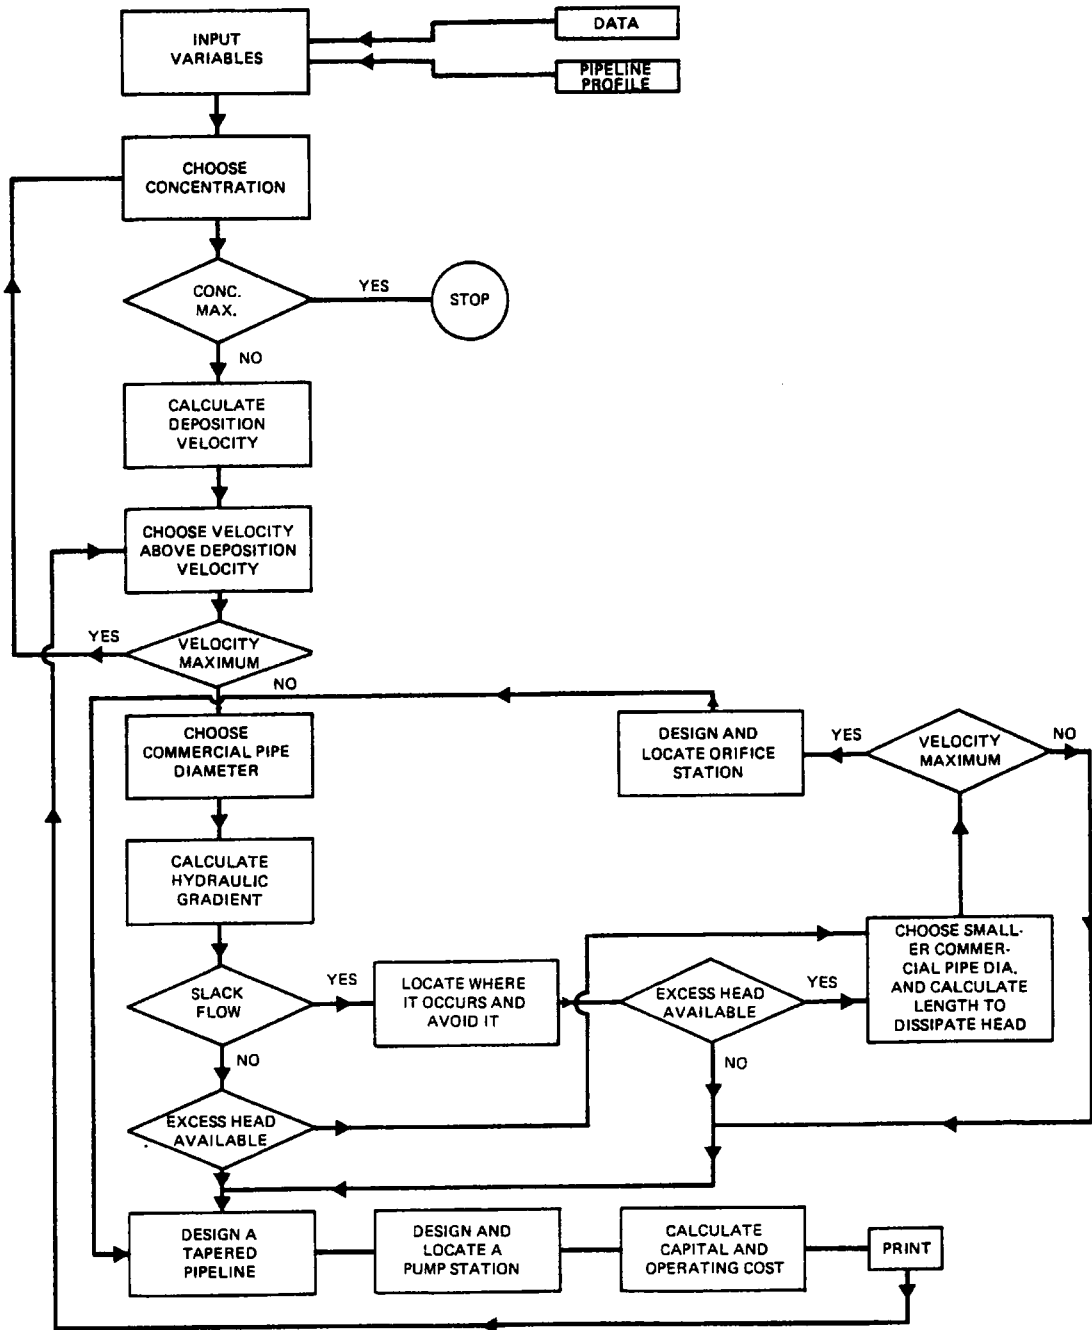 INPUT
VARIABLES
DATA
PIPELINE
PROFILE
CHOOSE
CONCENTRATION
CONC.
MAX.
YES
STOP
NO
CALCULATE
DEPOSITION
VELOCITY
CHOOSE VELOCITY
ABOVE DEPOSITION
VELOCITY
YES
VELOCITY
MAXIMUM
NO
CHOOSE
COMMERCIAL PIPE
DIAMETER
DESIGN AND
LOCATE ORIFICE
STATION
YES
VELOCITY
MAXIMUM
NO
CALCULATE
HYDRAULIC
GRADIENT
SLACK
FLOW
YES
LOCATE WHERE
IT OCCURS AND
AVOID IT
EXCESS HEAD
AVAILABLE
YES
CHOOSE SMALL-
ER COMMER-
CIAL PIPE DIA.
AND CALCULATE
LENGTH TO
DISSIPATE HEAD
NO
NO
EXCESS HEAD
AVAILABLE
DESIGN A
TAPERED
PIPELINE
DESIGN AND
LOCATE A
PUMP STATION
CALCULATE
CAPITAL AND
OPERATING COST
PRINT